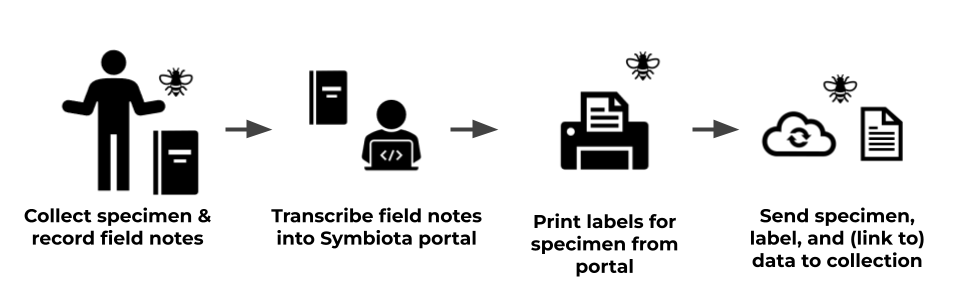 Collect specimen &
record field notes
Transcribe field notes
into Symbiota portal
Print labels for
specimen from
portal
Send specimen,
label, and (link to)
data to collection